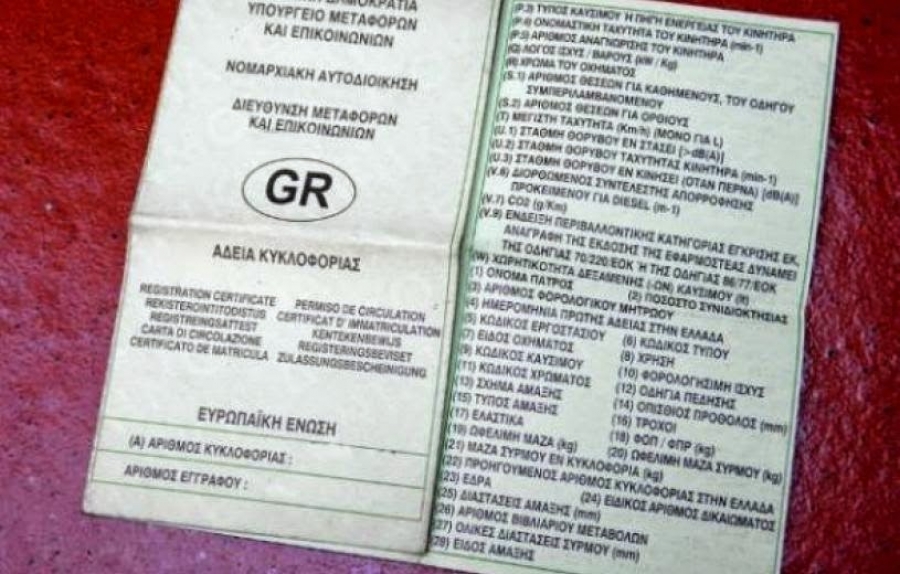 ΔΗΜΟΚΡΑΤΙΑ
ΥΠΟΥΡΓΕΙΟ ΜΕΤΑΦΟΡΩΝ
ΚΑΙ ΕΠΙΚΟΙΝΩΝΙΩΝ
ΝΟΜΑΡΧΙΑΚΗ ΑΥΤΟΔΙΟΙΚΗΣΗ
ΔΙΕΥΘΥΝΣΗ ΜΕΤΑΦΟΡΩΝ
ΚΑΙ ΕΠΙΚΟΙΝΩΝΙΩΝ
GR
ΑΔΕΙΑ ΚΥΚΛΟΦΟΡΙΑΣ
REGISTRATION CERTIFICATE
REKISTEROINTITODISTUS
REGISTREINGSATTEST
CARTA DI CIRCOLAZIONE
CERTIFICATO DE MATRICULA
PERMISO DE CIRCULATION
CERTIFICAT D' IMMATRICULATION
KENTEKENBEWIJS
REGISTERINGSBEVISET
ZULASSUNGSBESCHEINIGUNG
ΕΥΡΩΠΑΪΚΗ ΕΝΩΣΗ
(Α) ΑΡΙΘΜΟΣ ΚΥΚΛΟΦΟΡΙΑΣ :
ΑΡΙΘΜΟΣ ΕΓΓΡΑΦΟΥ :
(P.3) ΤΥΠΟΣ ΚΑΥΣΙΜΟΥ Ή ΠΗΓΗ ΕΝΕΡΓΕΙΑΣ ΤΟΥ ΚΙΝΗΤΗΡΑ
(P.4) ΟΝΟΜΑΣΤΙΚΗ ΤΑΧΥΤΗΤΑ ΤΟΥ ΚΙΝΗΤΗΡΑ (min-1)
(P.5) ΑΡΙΘΜΟΣ ΑΝΑΓΝΩΡΙΣΗΣ ΤΟΥ ΚΙΝΗΤΗΡΑ
(Q) ΛΟΓΟΣ ΙΣΧΥΣ / ΒΑΡΟΥΣ (kW / Kg)
(R) ΧΡΩΜΑ ΤΟΥ ΟΧΗΜΑΤΟΣ
(S.1) ΑΡΙΘΜΟΣ ΘΕΣΕΩΝ ΓΙΑ ΚΑΘΗΜΕΝΟΥΣ, ΤΟΥ ΟΔΗΓΟΥ
ΣΥΜΠΕΡΙΛΑΜΒΑΝΟΜΕΝΟΥ
(S.2) ΑΡΙΘΜΟΣ ΘΕΣΕΩΝ ΓΙΑ ΟΡΘΙΟΥΣ
(T) ΜΕΓΙΣΤΗ ΤΑΧΥΤΗΤΑ (Km/h) (ΜΟΝΟ ΓΙΑ L)
(U.1) ΣΤΑΘΜΗ ΘΟΡΥΒΟΥ ΕΝ ΣΤΑΣΕΙ [>dB(A)]
(U.2) ΣΤΑΘΜΗ ΘΟΡΥΒΟΥ ΤΑΧΥΤΗΤΑΣ ΚΙΝΗΤΗΡΑ (min-1)
(U.3) ΣΤΑΘΜΗ ΘΟΡΥΒΟΥ ΕΝ ΚΙΝΗΣΕΙ (ΟΤΑΝ ΠΕΡΝΑ) [dB(A)]
(V.6) ΔΙΟΡΘΩΜΕΝΟΣ ΣΥΝΤΕΛΕΣΤΗΣ ΑΠΟΡΡΟΦΗΣΗΣ
ΠΡΟΚΕΙΜΕΝΟΥ ΓΙΑ DIESEL (m-1)
(V.7) CO2 (g/Km)
(V.9) ΕΝΔΕΙΞΗ ΠΕΡΙΒΑΛΛΟΝΤΙΚΗΣ ΚΑΤΗΓΟΡΙΑΣ ΕΓΚΡΙΣΗΣ ΕΚ.
ΑΝΑΓΡΑΦΗ ΤΗΣ ΕΚΔΟΣΗΣ ΤΗΣ ΕΦΑΡΜΟΣΤΕΑΣ ΔΥΝΑΜΕΙ
ΤΗΣ ΟΔΗΓΙΑΣ 70/220/ΕΟΚ Ή ΤΗΣ ΟΔΗΓΙΑΣ 86/77/ΕΟΚ
(W) ΧΩΡΗΤΙΚΟΤΗΤΑ ΔΕΞΑΜΕΝΗΣ (-ΩΝ) ΚΑΥΣΙΜΟΥ (lt)
(1) ΟΝΟΜΑ ΠΑΤΡΟΣ (2) ΠΟΣΟΣΤΟ ΣΥΝΙΔΙΟΚΤΗΣΙΑΣ
(3) ΑΡΙΘΜΟΣ ΦΟΡΟΛΟΓΙΚΟΥ ΜΗΤΡΩΟΥ
(4) ΗΜΕΡΟΜΗΝΙΑ ΠΡΩΤΗΣ ΑΔΕΙΑΣ ΣΤΗΝ ΕΛΛΑΔΑ
(5) ΚΩΔΙΚΟΣ ΕΡΓΟΣΤΑΣΙΟΥ (6) ΚΩΔΙΚΟΣ ΤΥΠΟΥ
(7) ΕΙΔΟΣ ΟΧΗΜΑΤΟΣ (8) ΧΡΗΣΗ
(9) ΚΩΔΙΚΟΣ ΚΑΥΣΙΜΟΥ (10) ΦΟΡΟΛΟΓΗΣΙΜΗ ΙΣΧΥΣ
(11) ΚΩΔΙΚΟΣ ΧΡΩΜΑΤΟΣ (12) ΟΔΗΓΙΑ ΠΕΔΗΣΗΣ
(13) ΣΧΗΜΑ ΑΜΑΞΗΣ (14) ΟΠΙΣΘΙΟΣ ΠΡΟΒΟΛΟΣ (mm)
(15) ΤΥΠΟΣ ΑΜΑΞΗΣ (16) ΤΡΟΧΟΙ
(17) ΕΛΑΣΤΙΚΑ (18) ΦΟΠ / ΦΠΡ (kg)
(19) ΩΦΕΛΙΜΗ ΜΑΖΑ (kg) (20) ΩΦΕΛΙΜΗ ΜΑΖΑ ΣΥΡΜΟΥ (kg)
(21) ΜΑΖΑ ΣΥΡΜΟΥ ΕΝ ΚΥΚΛΟΦΟΡΙΑ (kg)
(22) ΠΡΟΗΓΟΥΜΕΝΟΣ ΑΡΙΘΜΟΣ ΚΥΚΛΟΦΟΡΙΑΣ ΣΤΗΝ ΕΛΛΑΔΑ
(23) ΕΔΡΑ (24) ΕΙΔΙΚΟΣ ΑΡΙΘΜΟΣ ΔΙΚΑΙΩΜΑΤΟΣ
(25) ΔΙΑΣΤΑΣΕΙΣ ΑΜΑΞΗΣ (mm)
(26) ΑΡΙΘΜΟΣ ΒΙΒΛΙΑΡΙΟΥ ΜΕΤΑΒΟΛΩΝ
(27) ΟΛΙΚΕΣ ΔΙΑΣΤΑΣΕΙΣ ΣΥΡΜΟΥ (mm)
(28) ΕΙΔΟΣ ΑΜΑΞΗΣ